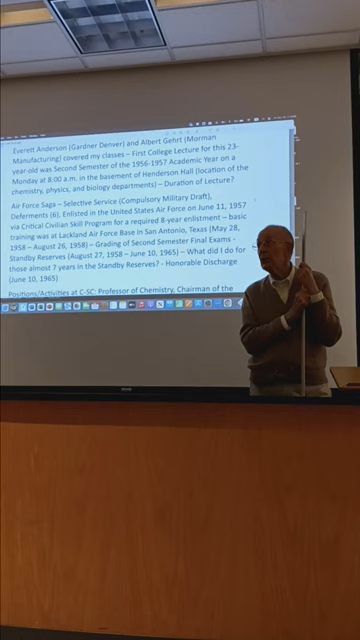 Everett Anderson (Gardner Denver) and Albert Gehrt (Morman
Manufacturing) covered my classes – First College Lecture for this 23-
year-old was Second Semester of the 1956-1957 Academic Year on a
Monday at 8:00 a.m. in the basement of Henderson Hall (location of the
chemistry, physics, and biology departments) – Duration of Lecture?
Air Force Saga – Selective Service (Compulsory Military Draft),
Deferments (6), Enlisted in the United States Air Force on June 11, 1957
via Critical Civilian Skill Program for a required 8-year enlistment – basic
training was at Lackland Air Force Base in San Antonio, Texas (May 28,
1958 – August 26, 1958) – Grading of Second Semester Final Exams -
Standby Reserves (August 27, 1958 – June 10, 1965) – What did I do for
those almost 7 years in the Standby Reserves? - Honorable Discharge
(June 10, 1965)
Positions/Activities at C-SC: Professor of Chemistry, Chairman of the